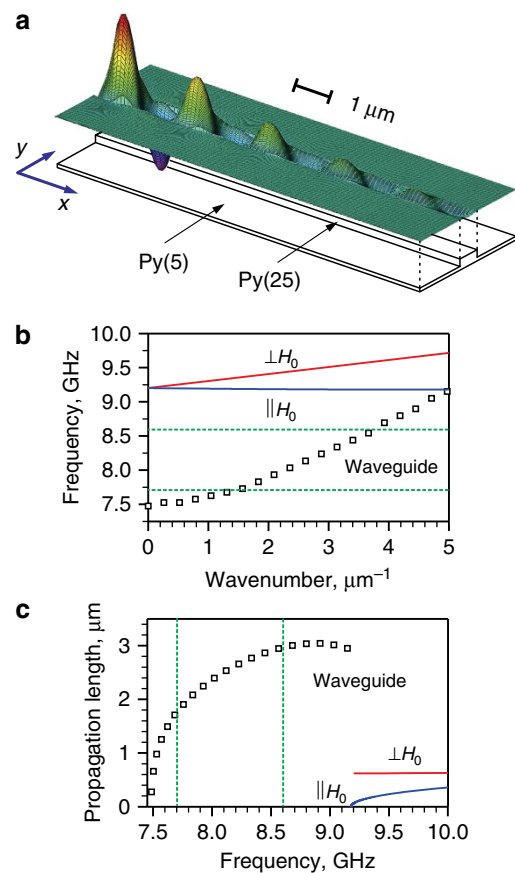 a
1 μm
y
x
Py(5)
Py(25)
b
10.0
9.5
9.0
8.5
8.0
7.5
Frequency, GHz
⊥H₀
∥H₀
Waveguide
0 1 2 3 4 5
Wavenumber, μm⁻¹
c
3
2
1
0
Propagation length, μm
Waveguide
⊥H₀
∥H₀
7.5 8.0 8.5 9.0 9.5 10.0
Frequency, GHz